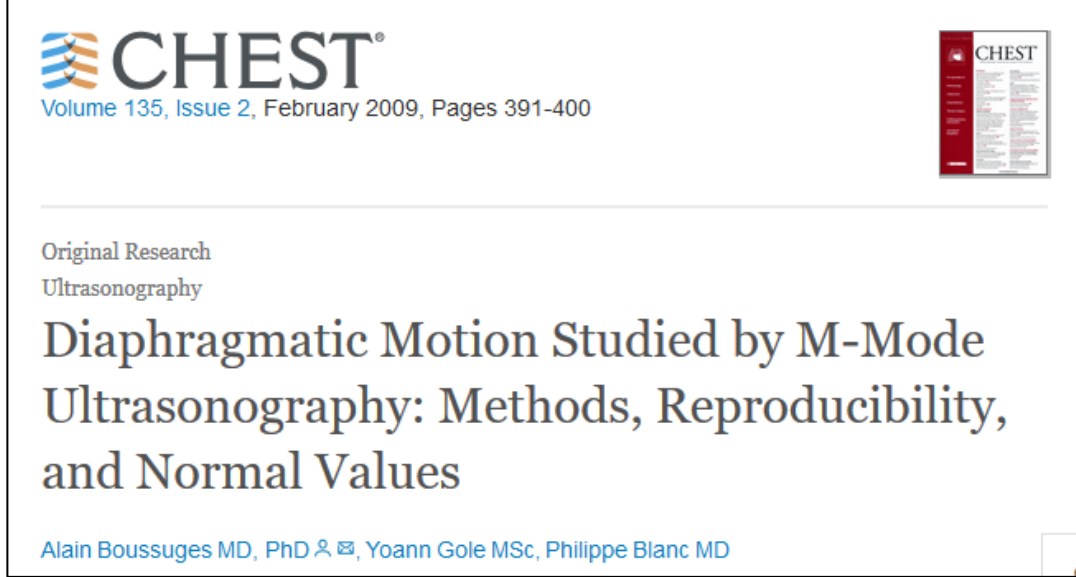 CHEST®
Volume 135, Issue 2, February 2009, Pages 391-400
CHEST
Original Research
Ultrasonography
Diaphragmatic Motion Studied by M-Mode
Ultrasonography: Methods, Reproducibility,
and Normal Values
Alain Boussuges MD, PhD, Yoann Gole MSc, Philippe Blanc MD